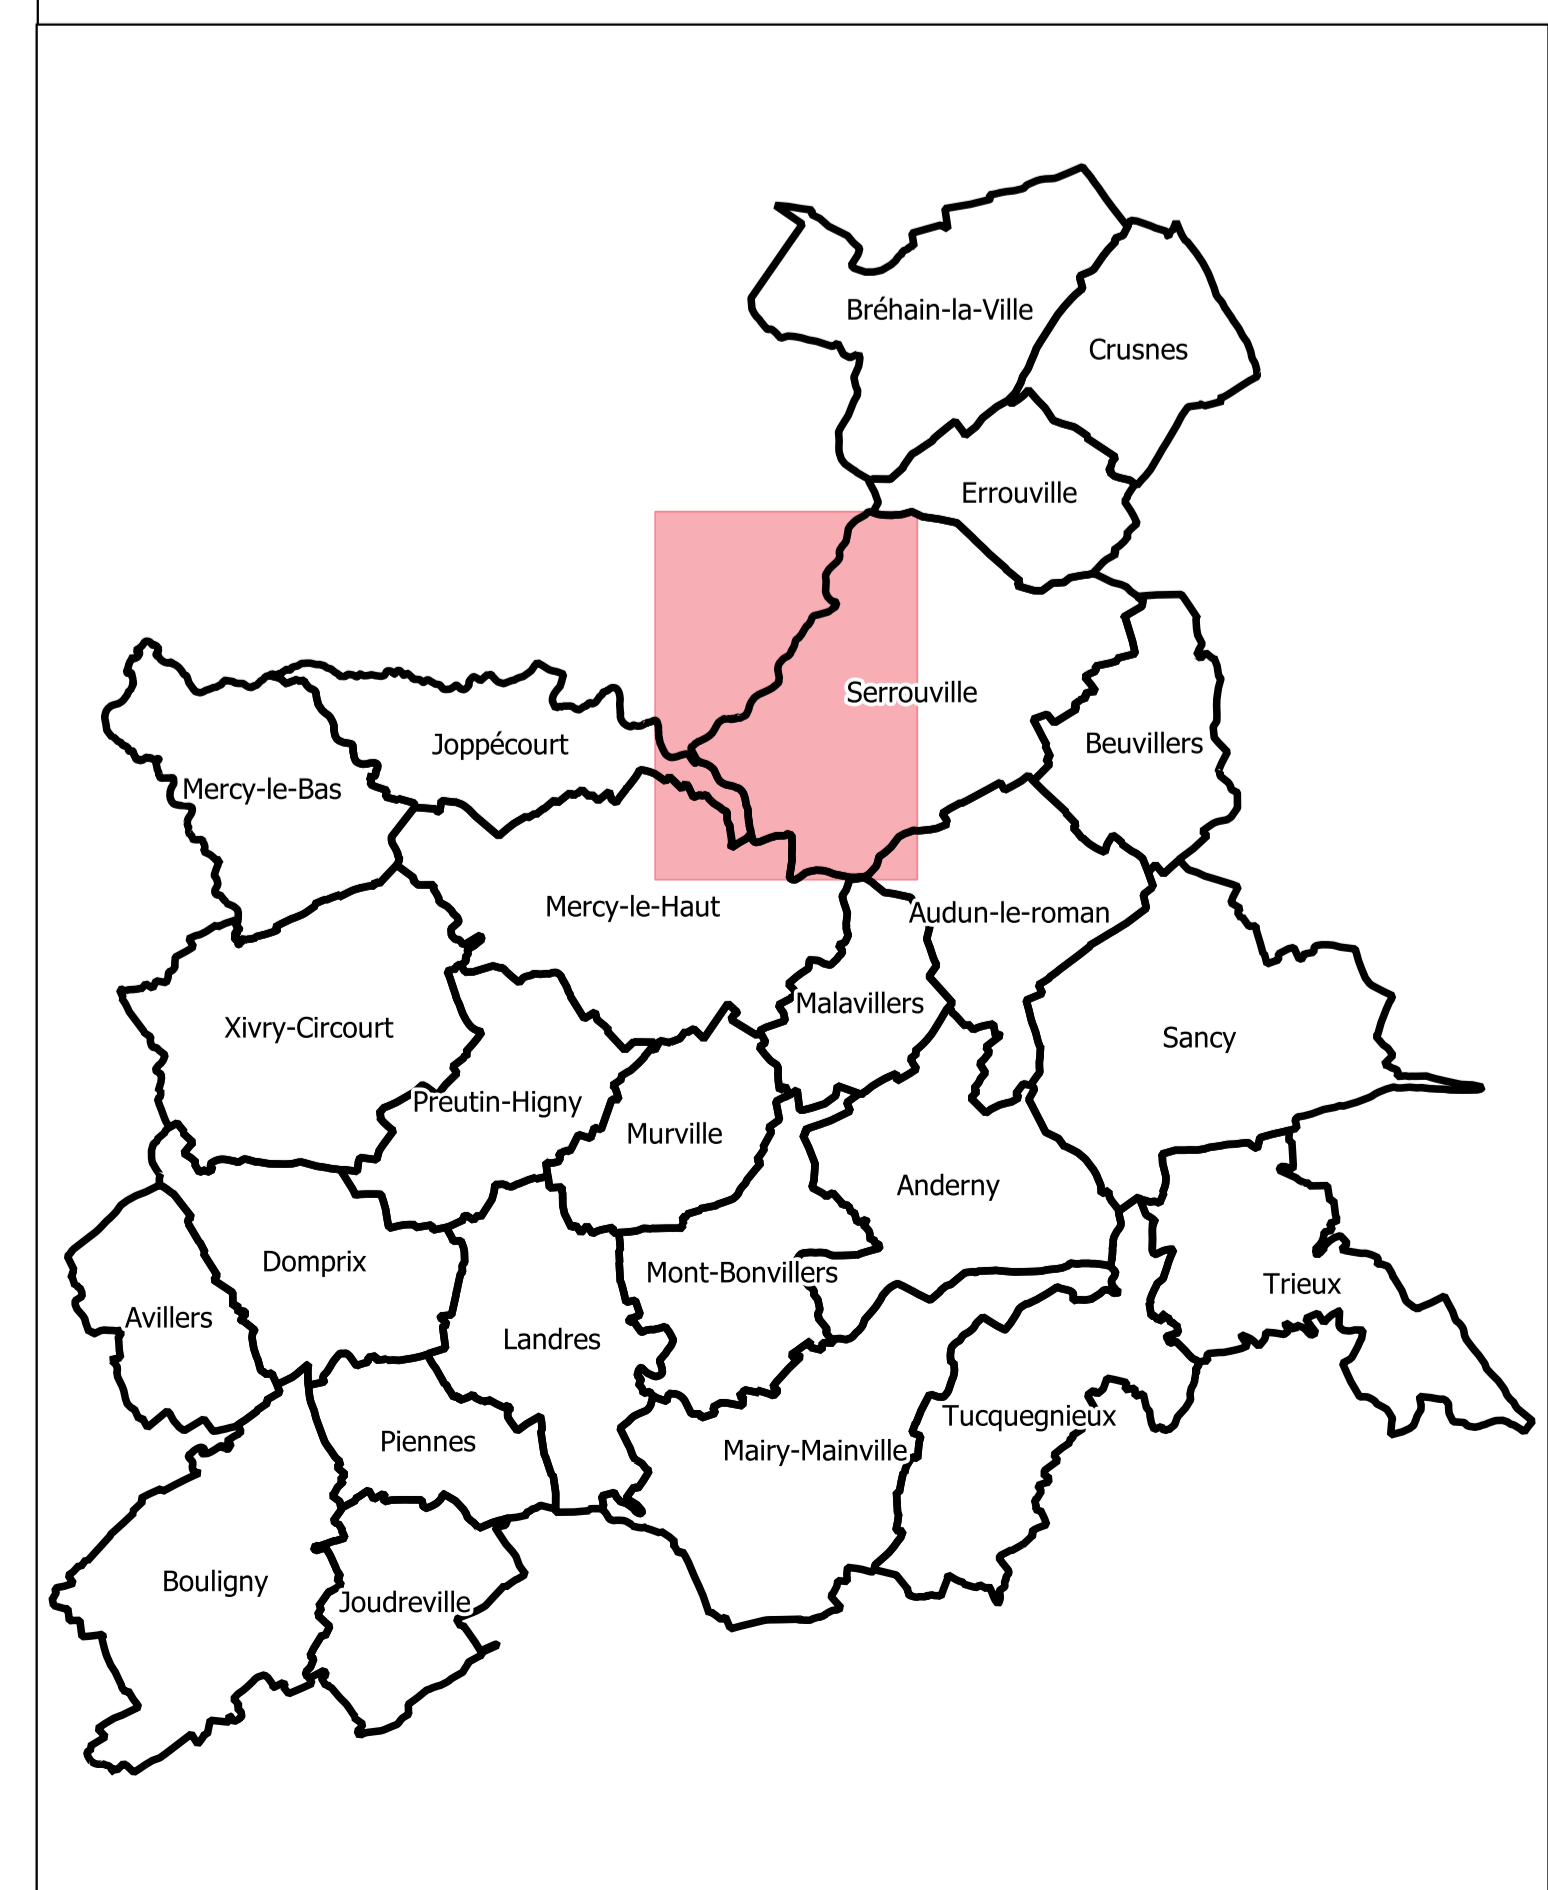 Bréhain-la-Ville
Crusnes
Errouville
Serrouville
Beuvillers
Joppécourt
Mercy-le-Bas
Mercy-le-Haut
Audun-le-roman
Malavillers
Xivry-Circourt
Sancy
Preutin-Higny
Murville
Anderny
Domprix
Mont-Bonvillers
Trieux
Avillers
Landres
Tucquegnieux
Piennes
Mairy-Mainville
Bouligny
Joudreville